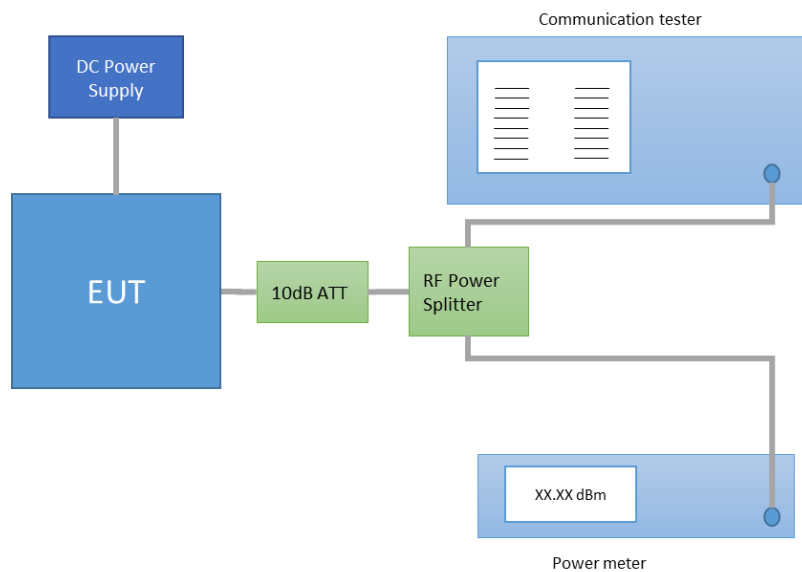 Communication tester
DC Power
Supply
EUT
10dB ATT
RF Power
Splitter
XX.XX dBm
Power meter